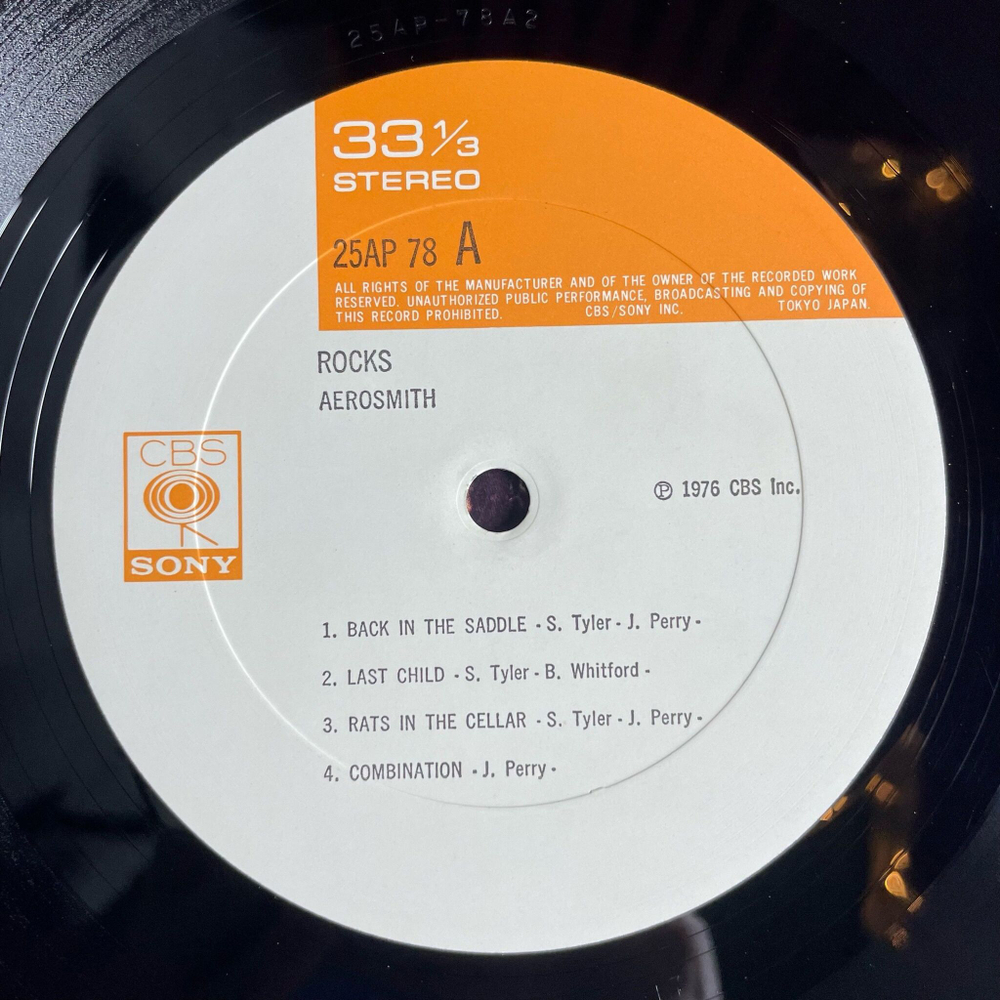 25AP-78A2
33 1/3
STEREO
25AP 78 A
ALL RIGHTS OF THE MANUFACTURER AND OF THE OWNER OF THE RECORDED WORK
RESERVED. UNAUTHORIZED PUBLIC PERFORMANCE, BROADCASTING AND COPYING OF
THIS RECORD PROHIBITED. CBS/SONY INC. TOKYO JAPAN.
ROCKS
AEROSMITH
CBS
SONY
℗ 1976 CBS Inc.
1. BACK IN THE SADDLE - S. Tyler - J. Perry -
2. LAST CHILD - S. Tyler - B. Whitford -
3. RATS IN THE CELLAR - S. Tyler - J. Perry -
4. COMBINATION - J. Perry -